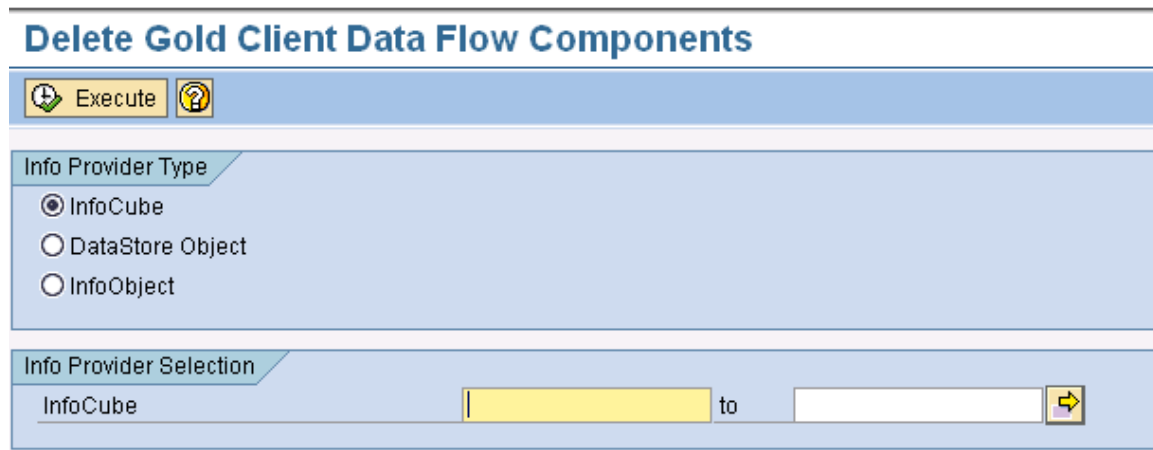 Delete Gold Client Data Flow Components
Execute
Info Provider Type
InfoCube
DataStore Object
InfoObject
Info Provider Selection
InfoCube to